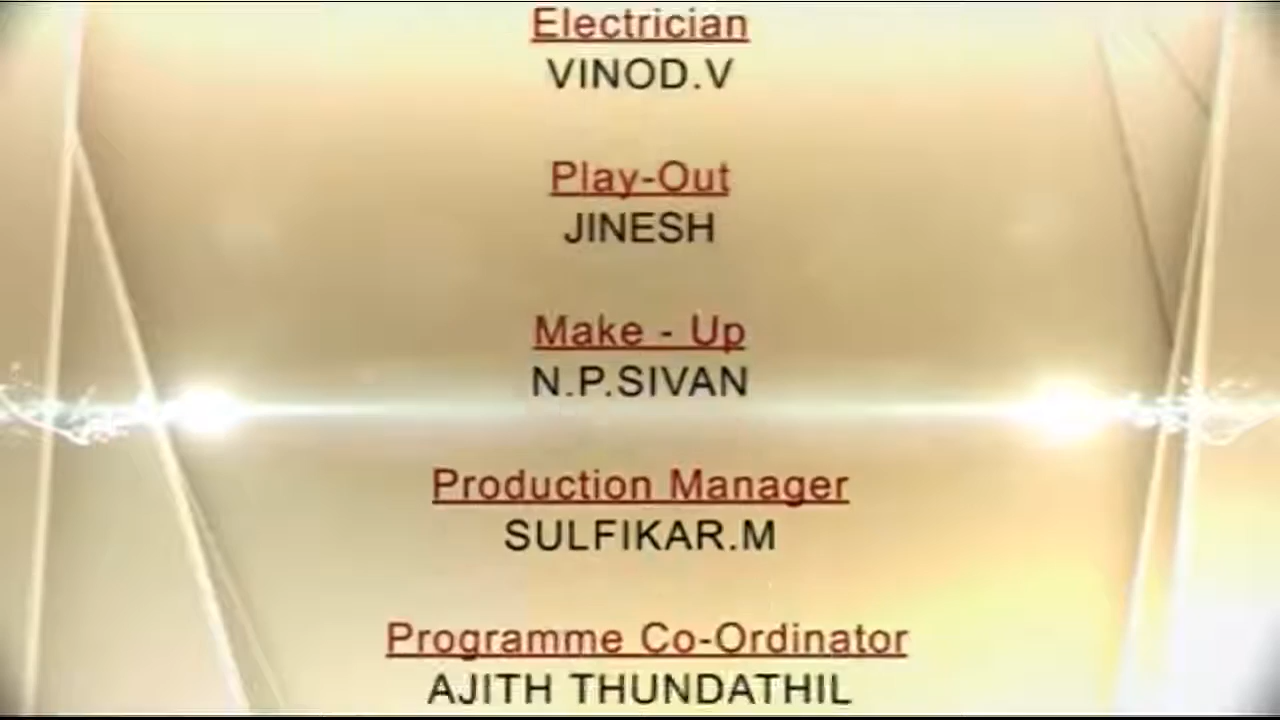 Electrician
VINOD.V
Play-Out
JINESH
Make - Up
N.P.SIVAN
Production Manager
SULFIKAR.M
Programme Co-Ordinator
AJITH THUNDATHIL